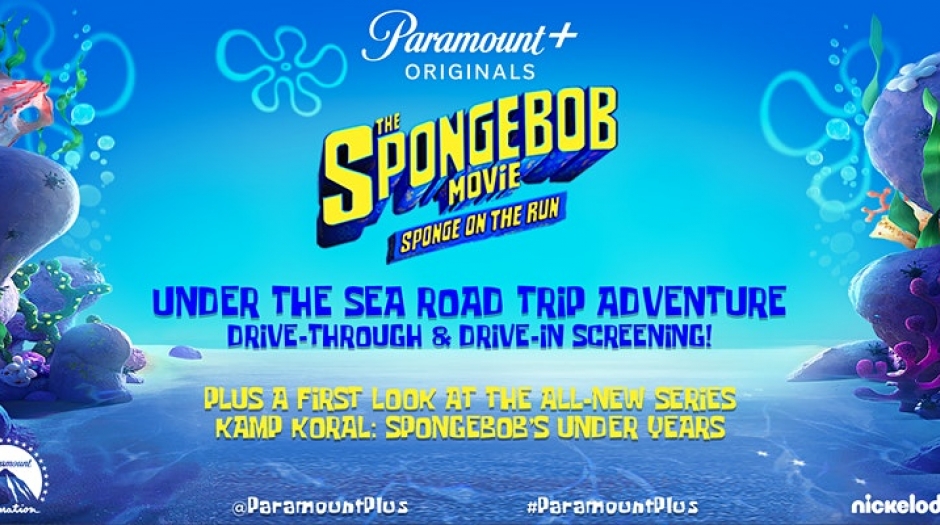 Paramount+
ORIGINALS
THE
SPONGEBOB
MOVIE
SPONGE ON THE RUN
UNDER THE SEA ROAD TRIP ADVENTURE
DRIVE-THROUGH & DRIVE-IN SCREENING!
PLUS A FIRST LOOK AT THE ALL-NEW SERIES
KAMP KORAL: SPONGEBOB'S UNDER YEARS
@ParamountPlus
#ParamountPlus